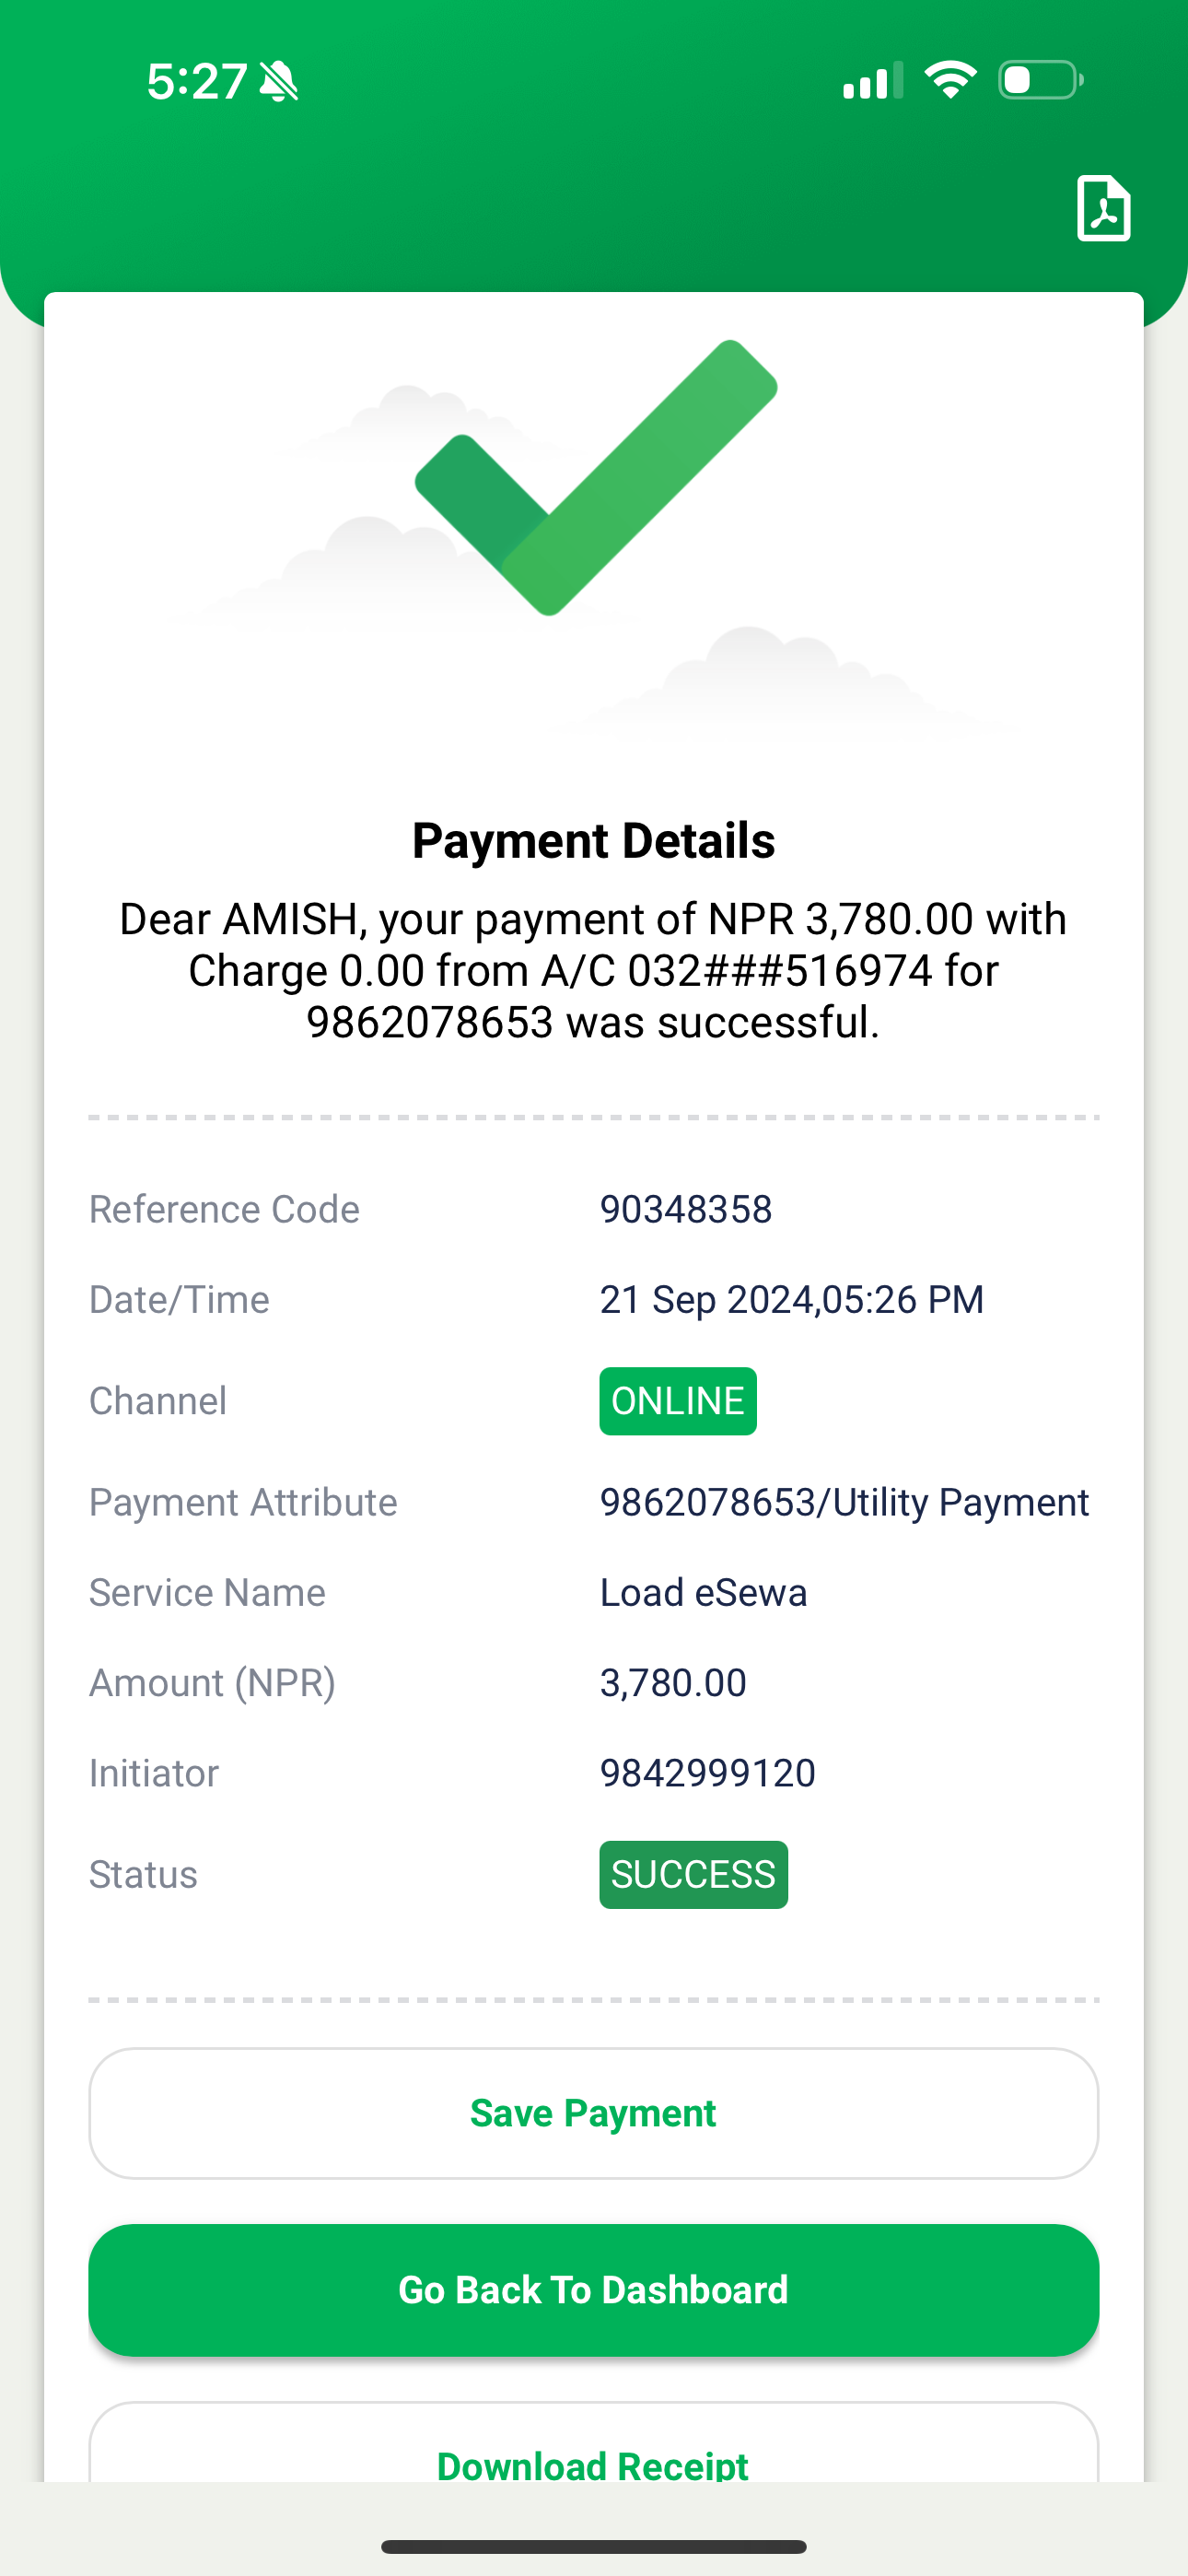 5:27
Payment Details
Dear AMISH, your payment of NPR 3,780.00 with
Charge 0.00 from A/C 032###516974 for
9862078653 was successful.
Reference Code 90348358
Date/Time 21 Sep 2024,05:26 PM
Channel ONLINE
Payment Attribute 9862078653/Utility Payment
Service Name Load eSewa
Amount (NPR) 3,780.00
Initiator 9842999120
Status SUCCESS
Save Payment
Go Back To Dashboard
Download Receipt